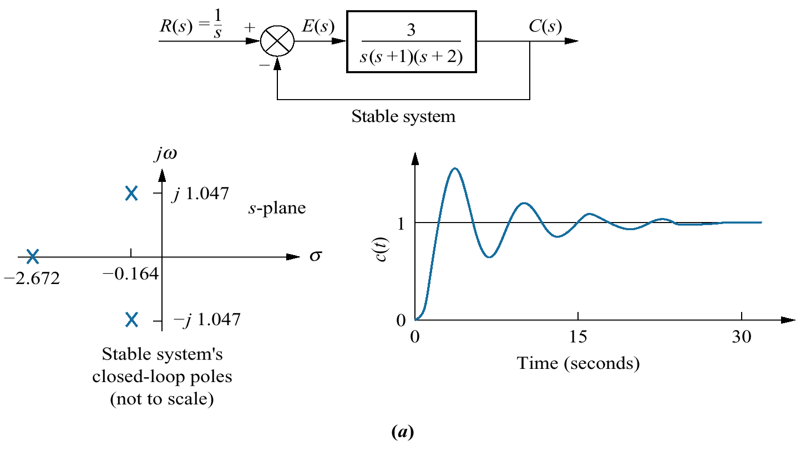 R(s) = 1/s + E(s) 3/(s(s + 1)(s + 2)) C(s)
−
Stable system
jω
j 1.047
s-plane
σ
−2.672
−0.164
−j 1.047
Stable system's
closed-loop poles
(not to scale)
c(t)
1
0
0 15 30
Time (seconds)
(a)